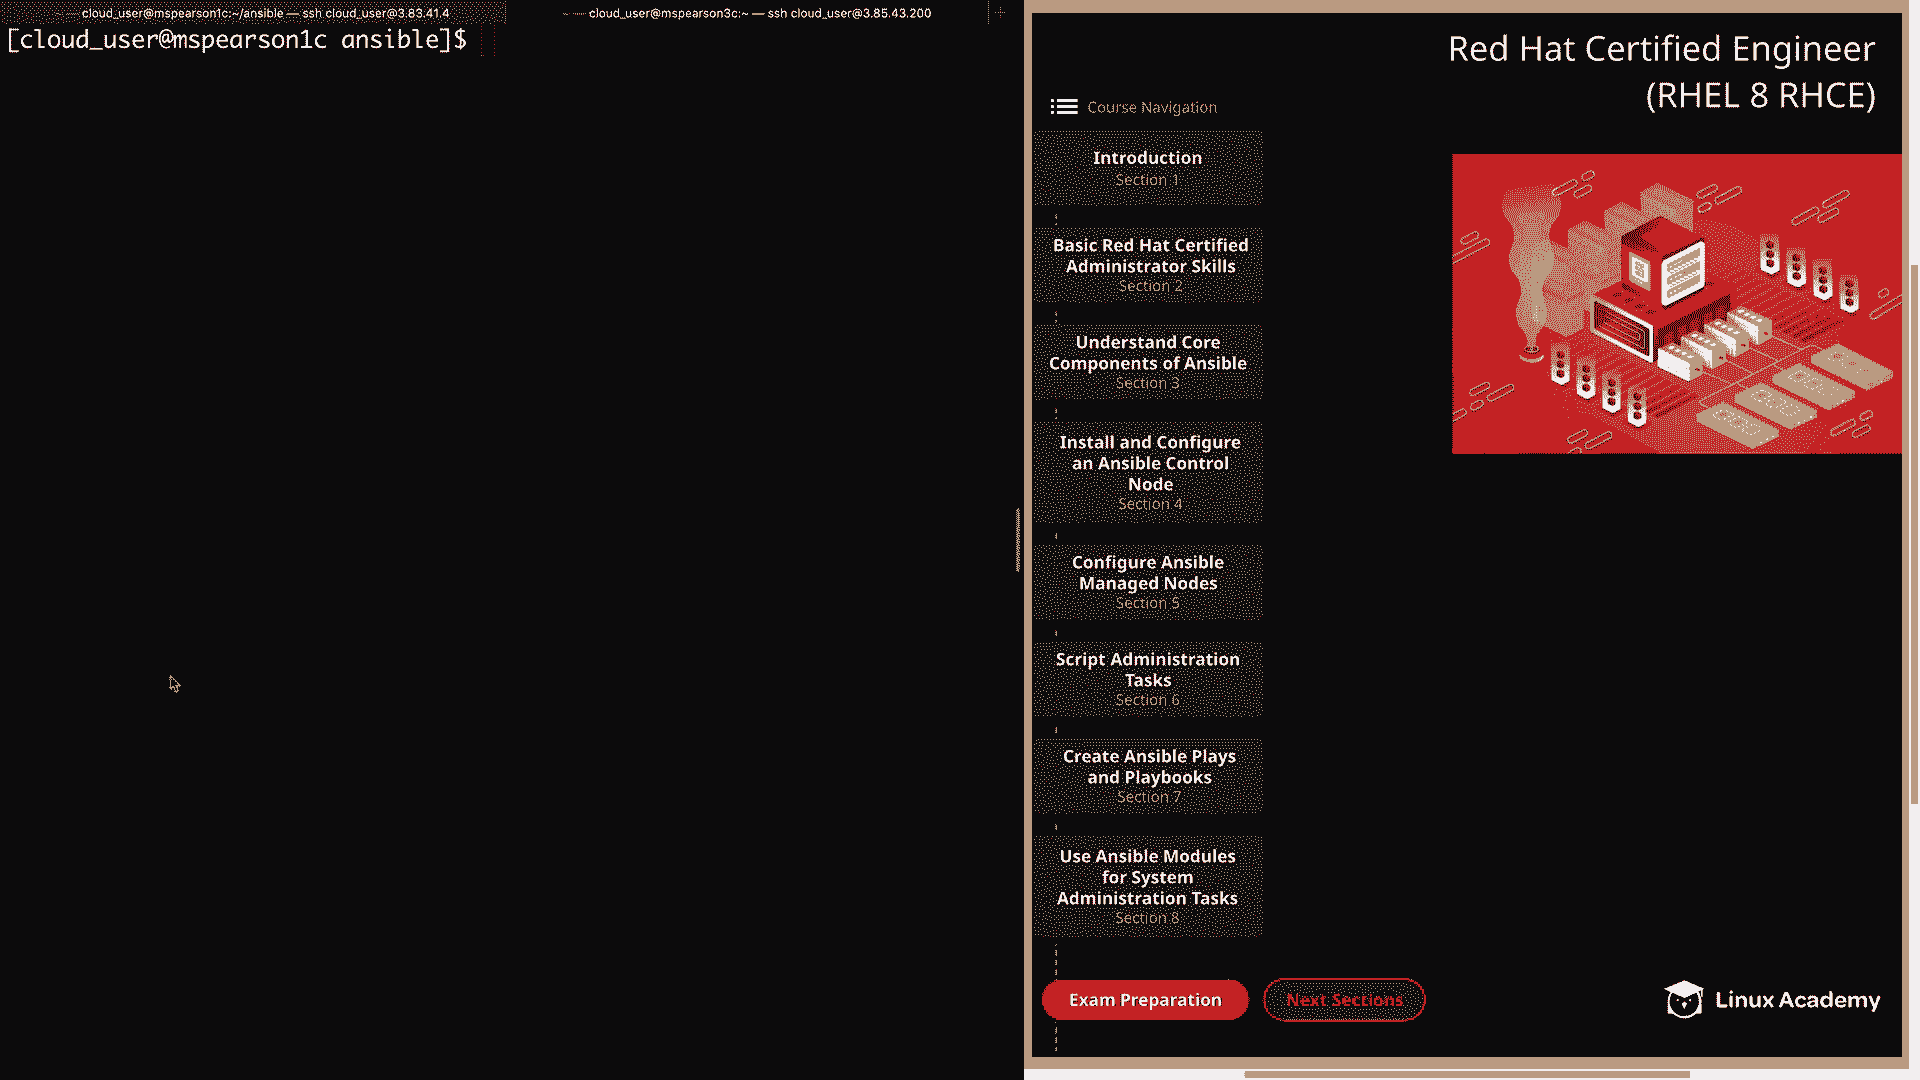 cloud_user@mspearson1c:~/ansible — ssh cloud_user@3.83.41.4
cloud_user@mspearson3c:~ — ssh cloud_user@3.85.43.200
[cloud_user@mspearson1c ansible]$
Red Hat Certified Engineer
(RHEL 8 RHCE)
Course Navigation
Introduction
Section 1
Basic Red Hat Certified
Administrator Skills
Section 2
Understand Core
Components of Ansible
Section 3
Install and Configure
an Ansible Control
Node
Section 4
Configure Ansible
Managed Nodes
Section 5
Script Administration
Tasks
Section 6
Create Ansible Plays
and Playbooks
Section 7
Use Ansible Modules
for System
Administration Tasks
Section 8
Exam Preparation
Next Sections
Linux Academy